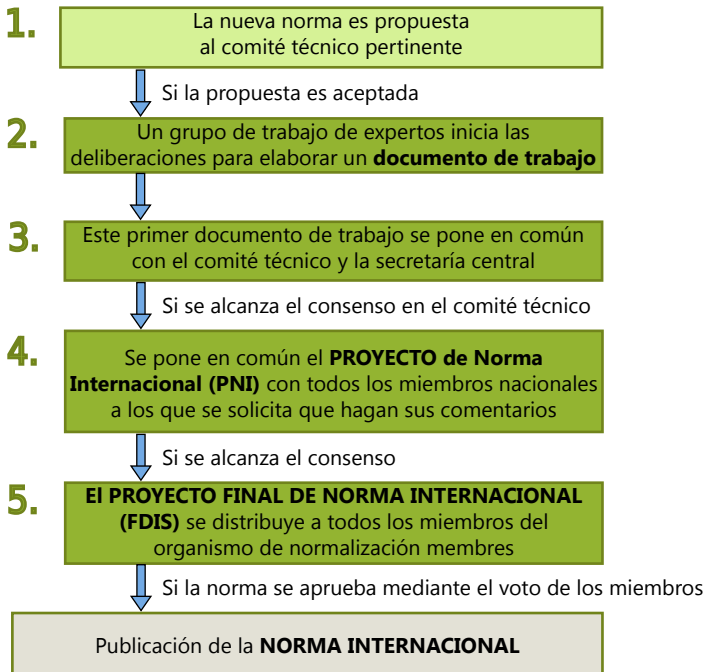 1.
La nueva norma es propuesta
al comité técnico pertinente
Si la propuesta es aceptada
2.
Un grupo de trabajo de expertos inicia las
deliberaciones para elaborar un documento de trabajo
3.
Este primer documento de trabajo se pone en común
con el comité técnico y la secretaría central
Si se alcanza el consenso en el comité técnico
4.
Se pone en común el PROYECTO de Norma
Internacional (PNI) con todos los miembros nacionales
a los que se solicita que hagan sus comentarios
Si se alcanza el consenso
5.
El PROYECTO FINAL DE NORMA INTERNACIONAL
(FDIS) se distribuye a todos los miembros del
organismo de normalización membres
Si la norma se aprueba mediante el voto de los miembros
Publicación de la NORMA INTERNACIONAL